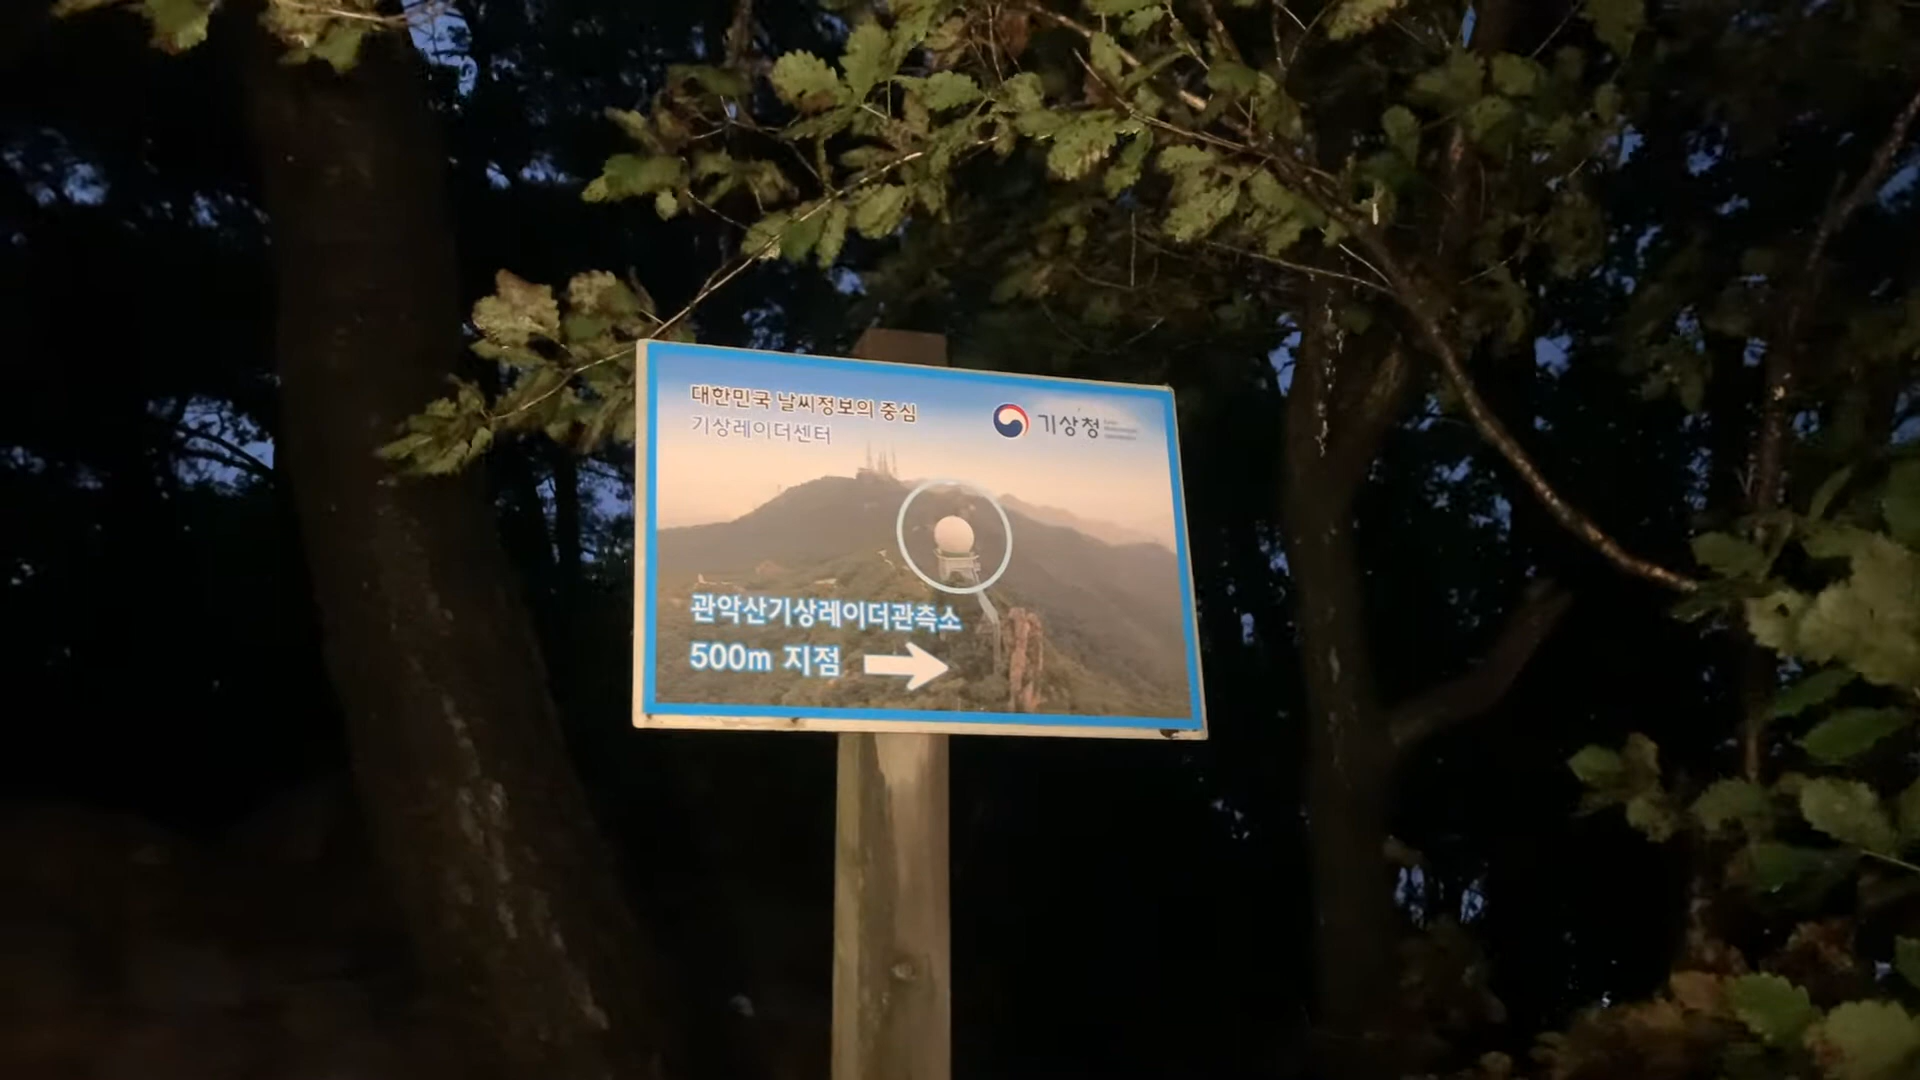 대한민국 날씨정보의 중심
기상레이더센터
기상청
관악산기상레이더관측소
500m 지점